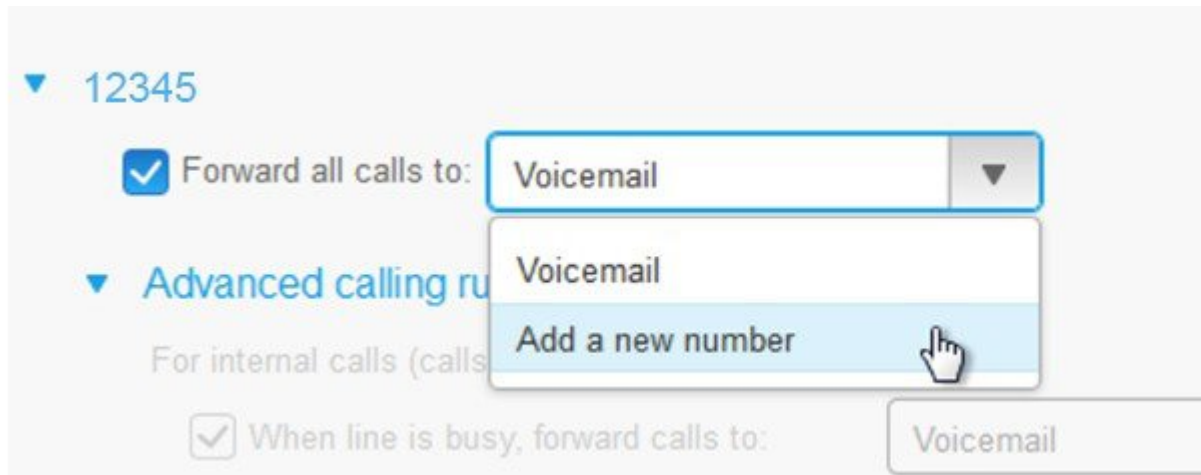 12345
Forward all calls to: Voicemail
Voicemail
Advanced calling ru
Add a new number
For internal calls (calls
When line is busy, forward calls to: Voicemail